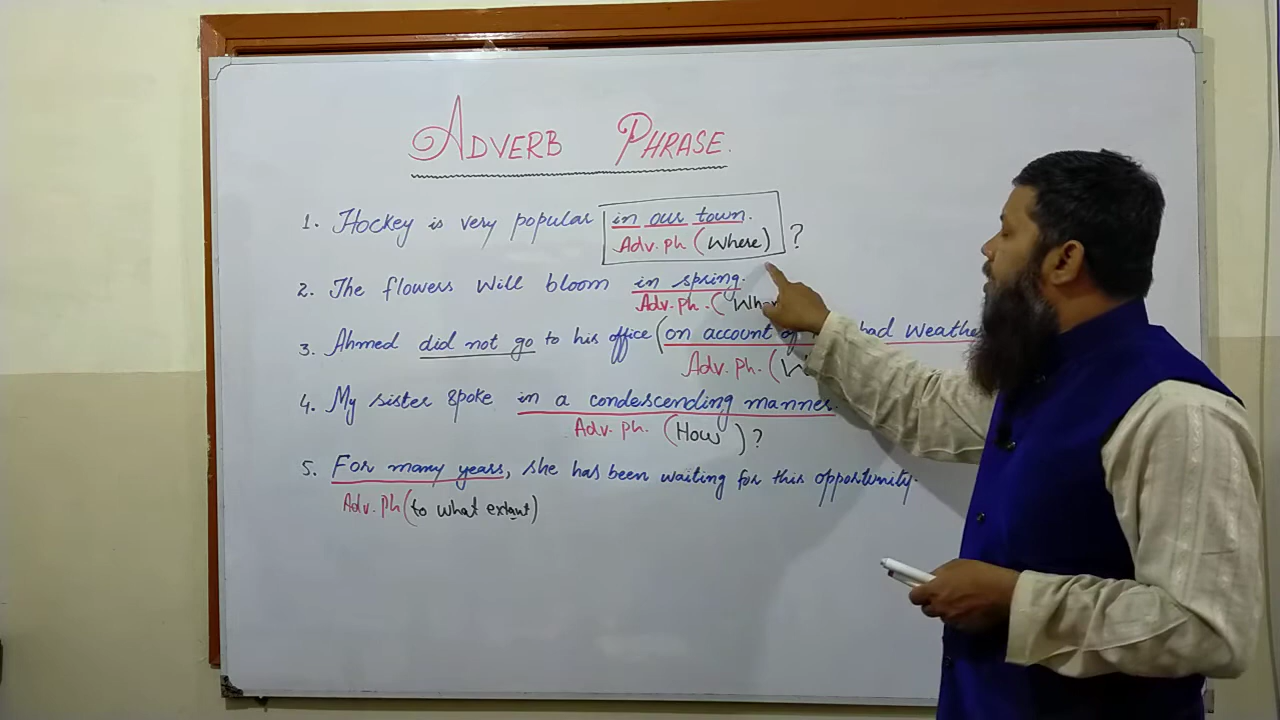 ADVERB PHRASE.
1. Hockey is very popular in our town.
Adv. ph (Where) ?
2. The flowers will bloom in spring.
Adv. ph. (
3. Ahmed did not go to his office (on account of bad weather
Adv. ph. (
4. My sister spoke in a condescending manner.
Adv. ph. (How) ?
5. For many years, she has been waiting for this opportunity.
Adv. ph (to what extant)